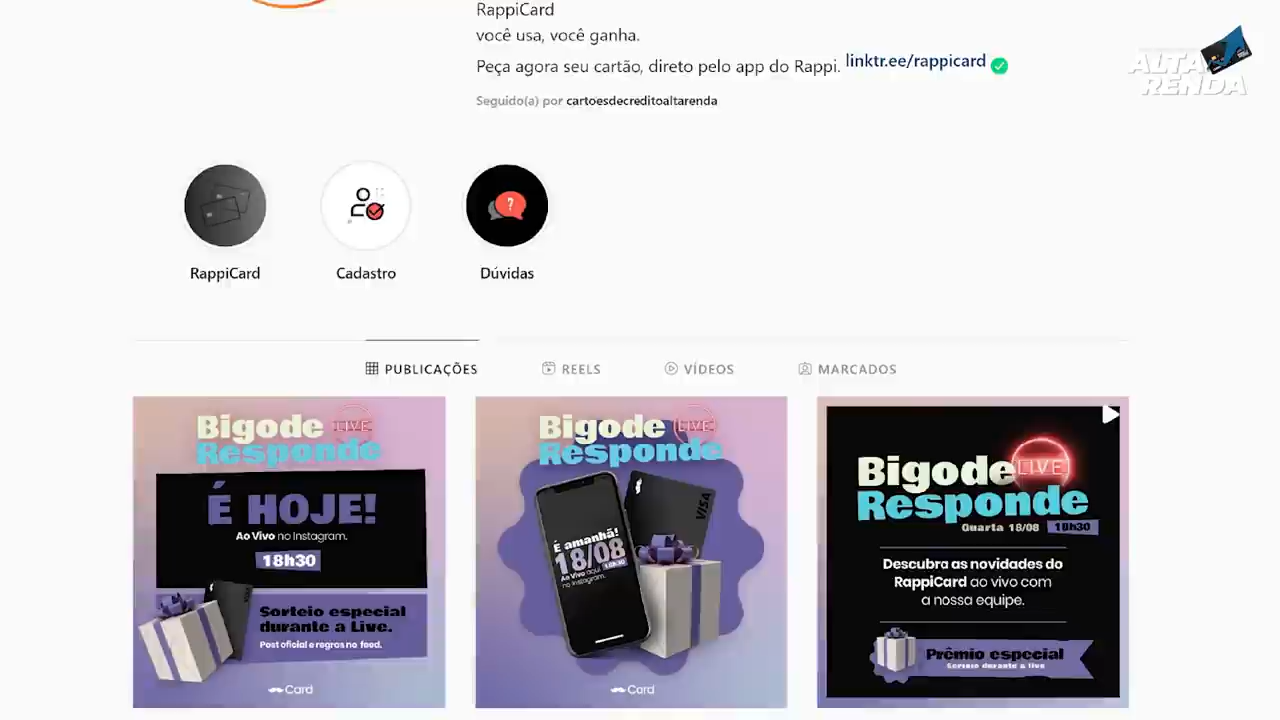 RappiCard
você usa, você ganha.
Peça agora seu cartão, direto pelo app do Rappi. linktr.ee/rappicard
Seguido(a) por cartoesdecreditoaltarenda
ALTA
RENDA
RappiCard
Cadastro
Dúvidas
PUBLICAÇÕES
REELS
VÍDEOS
MARCADOS
Bigode LIVE
Responde
É HOJE!
Ao Vivo no Instagram.
18h30
Sorteio especial
durante a Live.
Post oficial e regras no feed.
Card
Bigode LIVE
Responde
É amanhã!
18/08
18h30
Ao Vivo aqui
no Instagram.
VISA
Card
Bigode LIVE
Responde
Quarta 18/08 18h30
Descubra as novidades do
RappiCard ao vivo com
a nossa equipe.
Prêmio especial
Sorteio durante a live